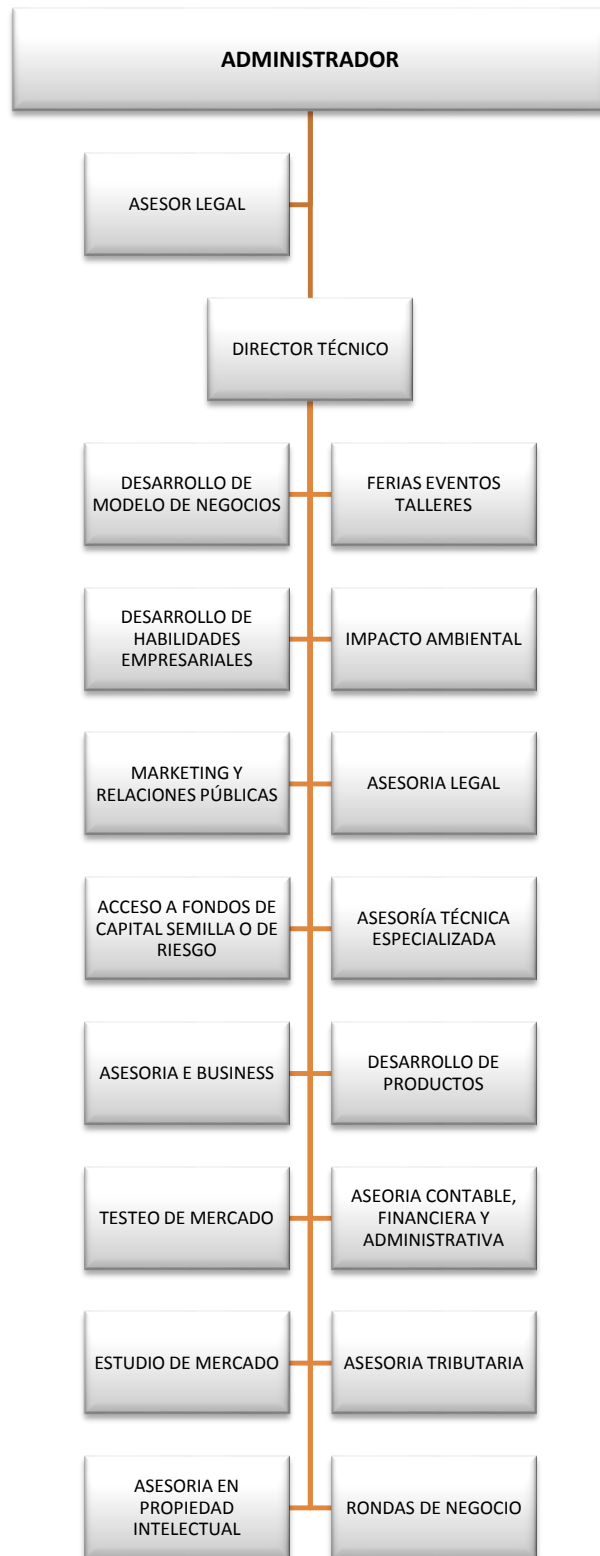 ADMINISTRADOR
ASESOR LEGAL
DIRECTOR TÉCNICO
DESARROLLO DE
MODELO DE NEGOCIOS
FERIAS EVENTOS
TALLERES
DESARROLLO DE
HABILIDADES
EMPRESARIALES
IMPACTO AMBIENTAL
MARKETING Y
RELACIONES PÚBLICAS
ASESORIA LEGAL
ACCESO A FONDOS DE
CAPITAL SEMILLA O DE
RIESGO
ASESORÍA TÉCNICA
ESPECIALIZADA
ASESORIA E BUSINESS
DESARROLLO DE
PRODUCTOS
TESTEO DE MERCADO
ASEORIA CONTABLE,
FINANCIERA Y
ADMINISTRATIVA
ESTUDIO DE MERCADO
ASESORIA TRIBUTARIA
ASESORIA EN
PROPIEDAD
INTELECTUAL
RONDAS DE NEGOCIO